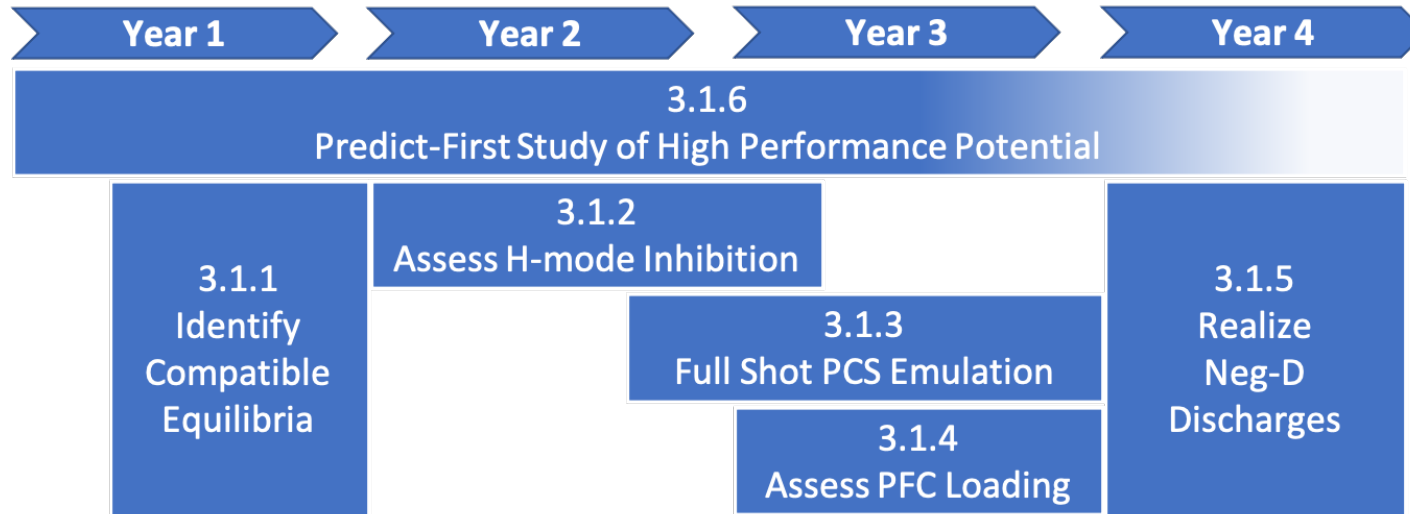 Year 1
Year 2
Year 3
Year 4
3.1.6
Predict-First Study of High Performance Potential
3.1.1
Identify
Compatible
Equilibria
3.1.2
Assess H-mode Inhibition
3.1.3
Full Shot PCS Emulation
3.1.4
Assess PFC Loading
3.1.5
Realize
Neg-D
Discharges